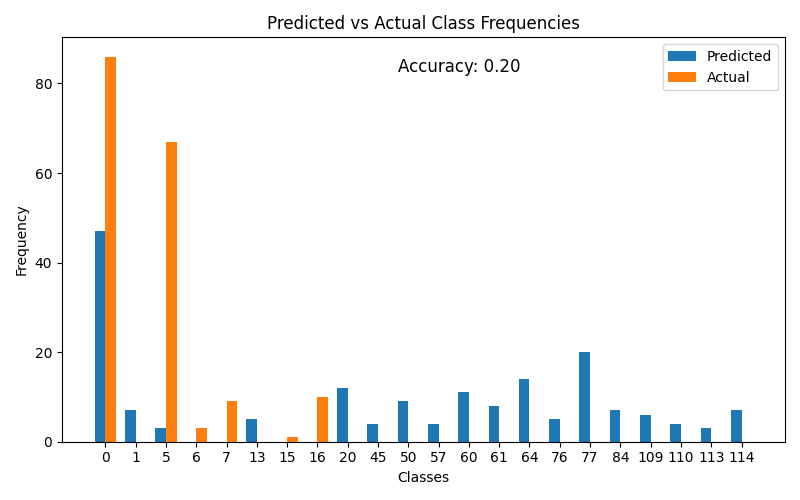 Predicted vs Actual Class Frequencies
Accuracy: 0.20
Predicted
Actual
Frequency
80
60
40
20
0
0 1 5 6 7 13 15 16 20 45 50 57 60 61 64 76 77 84 109 110 113 114
Classes